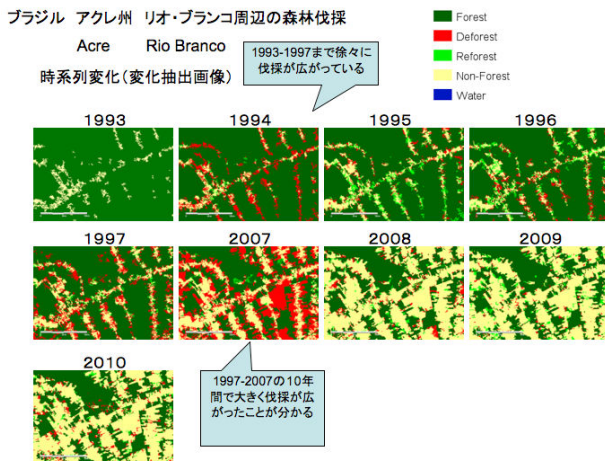 ブラジル アクレ州 リオ・ブランコ周辺の森林伐採
Acre Rio Branco
時系列変化(変化抽出画像)
1993-1997まで徐々に
伐採が広がっている
Forest
Deforest
Reforest
Non-Forest
Water
1993
1994
1995
1996
1997
2007
2008
2009
2010
1997-2007の10年
間で大きく伐採が広
がったことが分かる